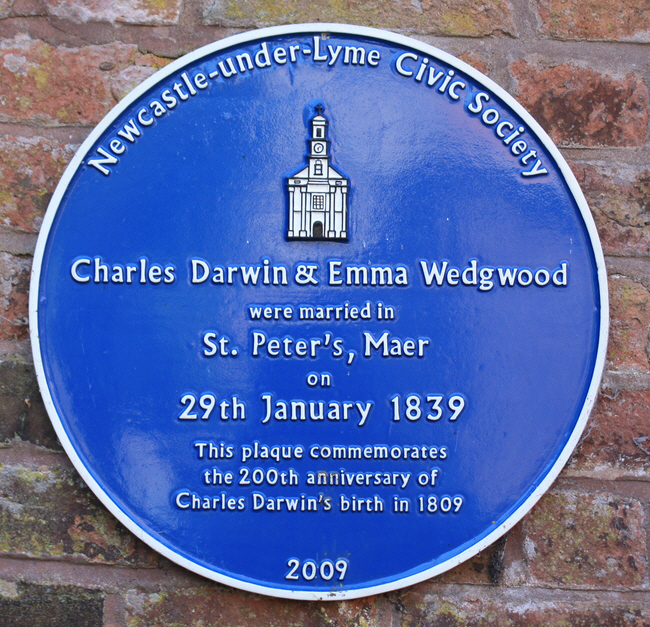 Newcastle-under-Lyme Civic Society
Charles Darwin & Emma Wedgwood
were married in
St. Peter's, Maer
on
29th January 1839
This plaque commemorates
the 200th anniversary of
Charles Darwin's birth in 1809
2009